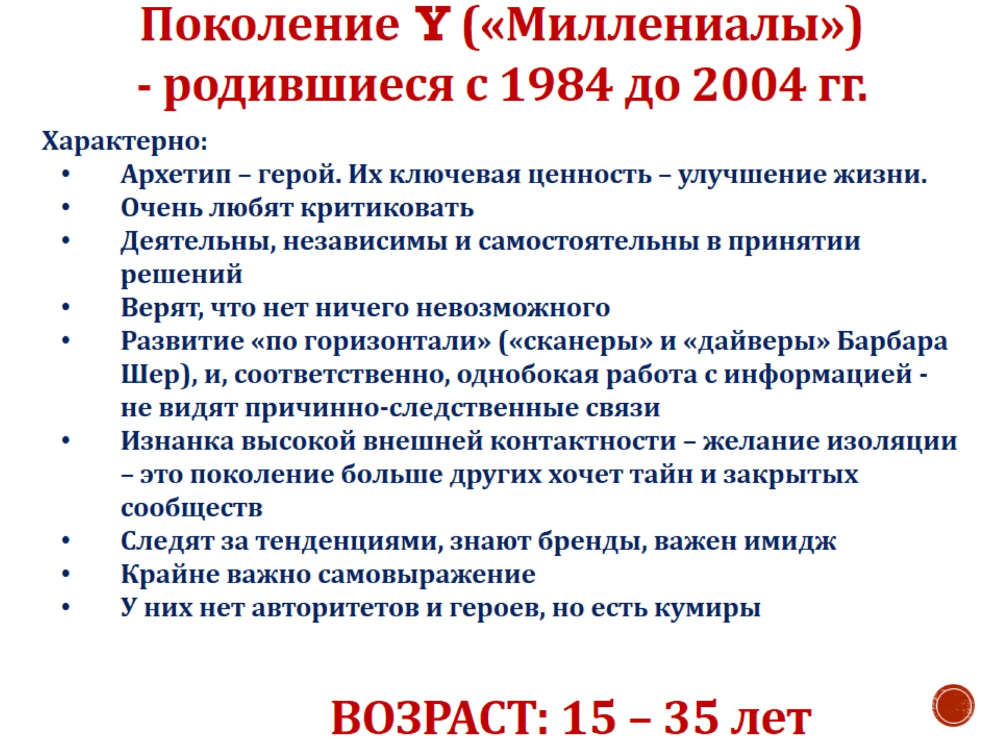 Поколение Y («Миллениалы»)
- родившиеся с 1984 до 2004 гг.
Характерно:
• Архетип – герой. Их ключевая ценность – улучшение жизни.
• Очень любят критиковать
• Деятельны, независимы и самостоятельны в принятии
решений
• Верят, что нет ничего невозможного
• Развитие «по горизонтали» («сканеры» и «дайверы» Барбара
Шер), и, соответственно, однобокая работа с информацией -
не видят причинно-следственные связи
• Изнанка высокой внешней контактности – желание изоляции
– это поколение больше других хочет тайн и закрытых
сообществ
• Следят за тенденциями, знают бренды, важен имидж
• Крайне важно самовыражение
• У них нет авторитетов и героев, но есть кумиры
ВОЗРАСТ: 15 – 35 лет